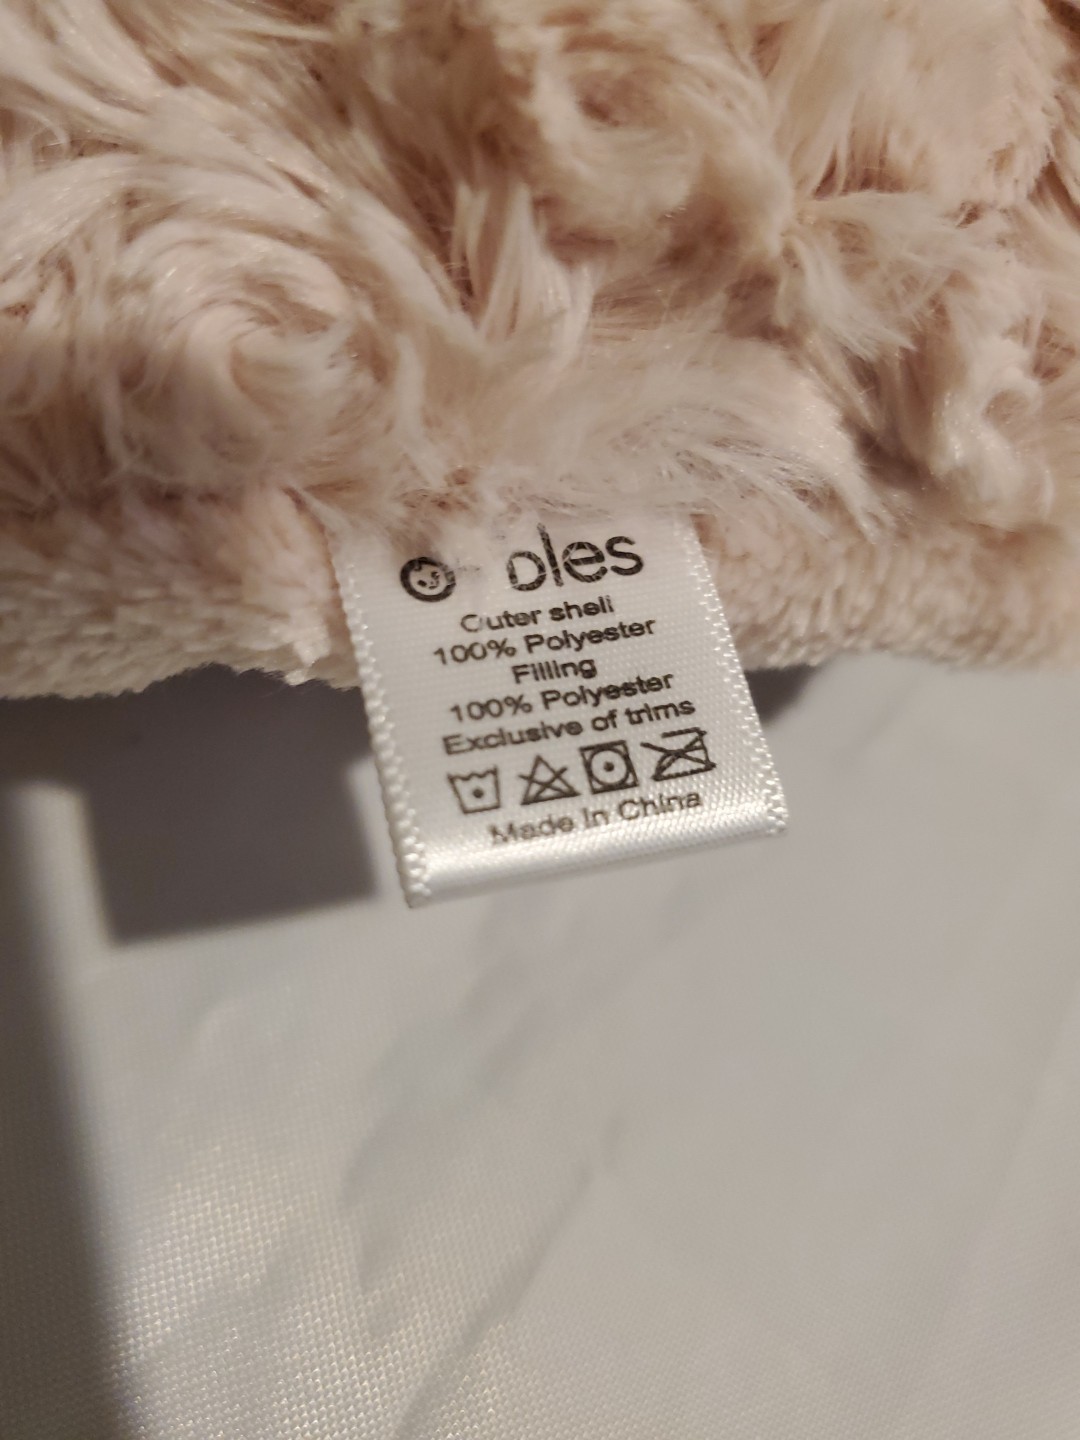 Outer shell
100% Polyester
Filling
100% Polyester
Exclusive of trims
Made in China